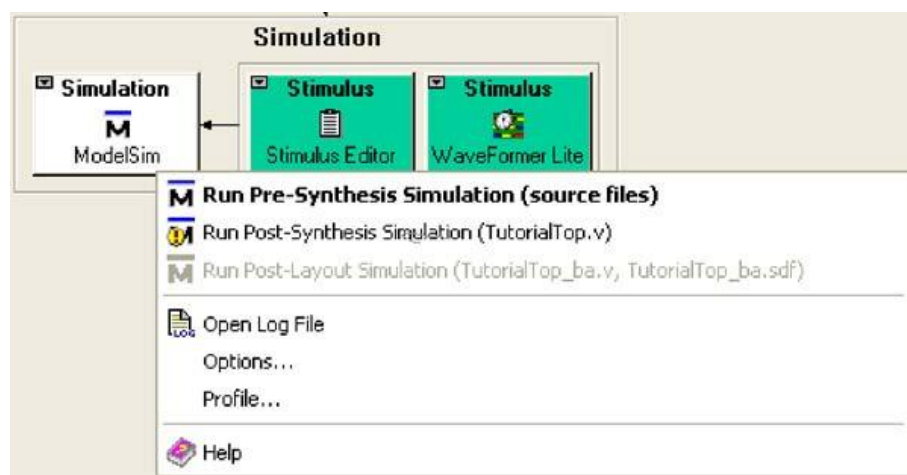 Simulation
Simulation
M
ModelSim
Stimulus
Stimulus Editor
Stimulus
WaveFormer Lite
M Run Pre-Synthesis Simulation (source files)
M Run Post-Synthesis Simulation (TutorialTop.v)
M Run Post-Layout Simulation (TutorialTop_ba.v, TutorialTop_ba.sdf)
LOG Open Log File
Options...
Profile...
Help